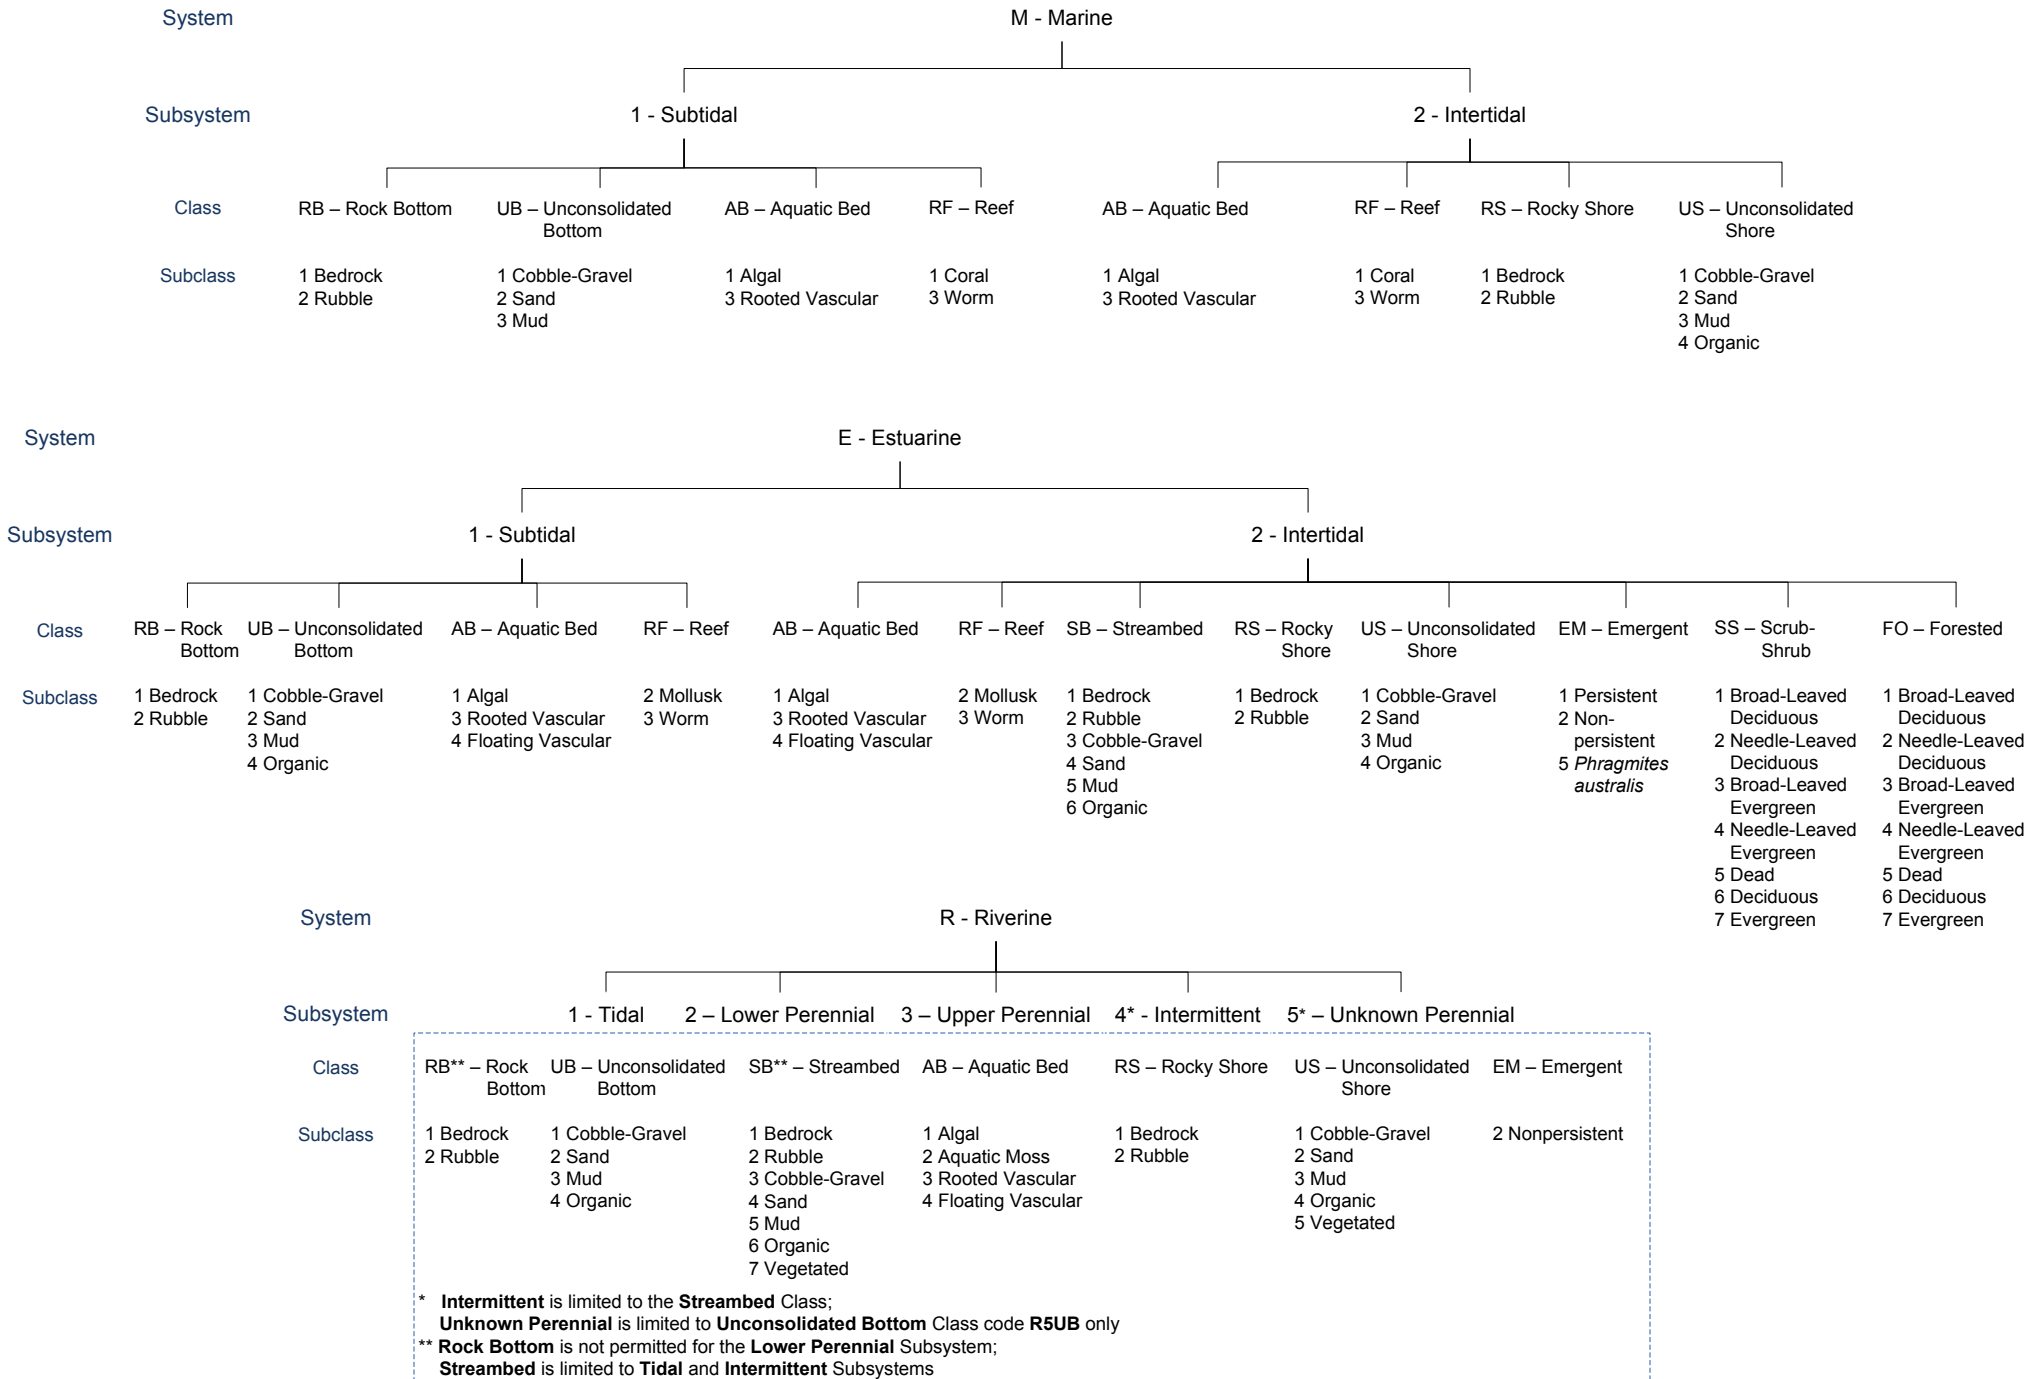 System
M - Marine
Subsystem
1 - Subtidal
2 - Intertidal
Class
RB – Rock Bottom
UB – Unconsolidated
Bottom
AB – Aquatic Bed
RF – Reef
AB – Aquatic Bed
RF – Reef
RS – Rocky Shore
US – Unconsolidated
Shore
Subclass
1 Bedrock
2 Rubble
1 Cobble-Gravel
2 Sand
3 Mud
1 Algal
3 Rooted Vascular
1 Coral
3 Worm
1 Algal
3 Rooted Vascular
1 Coral
3 Worm
1 Bedrock
2 Rubble
1 Cobble-Gravel
2 Sand
3 Mud
4 Organic
System
E - Estuarine
Subsystem
1 - Subtidal
2 - Intertidal
Class
RB – Rock
Bottom
UB – Unconsolidated
Bottom
AB – Aquatic Bed
RF – Reef
AB – Aquatic Bed
RF – Reef
SB – Streambed
RS – Rocky
Shore
US – Unconsolidated
Shore
EM – Emergent
SS – Scrub-
Shrub
FO – Forested
Subclass
1 Bedrock
2 Rubble
1 Cobble-Gravel
2 Sand
3 Mud
4 Organic
1 Algal
3 Rooted Vascular
4 Floating Vascular
2 Mollusk
3 Worm
1 Algal
3 Rooted Vascular
4 Floating Vascular
2 Mollusk
3 Worm
1 Bedrock
2 Rubble
3 Cobble-Gravel
4 Sand
5 Mud
6 Organic
1 Bedrock
2 Rubble
1 Cobble-Gravel
2 Sand
3 Mud
4 Organic
1 Persistent
2 Non-
persistent
5 Phragmites
australis
1 Broad-Leaved
Deciduous
2 Needle-Leaved
Deciduous
3 Broad-Leaved
Evergreen
4 Needle-Leaved
Evergreen
5 Dead
6 Deciduous
7 Evergreen
1 Broad-Leaved
Deciduous
2 Needle-Leaved
Deciduous
3 Broad-Leaved
Evergreen
4 Needle-Leaved
Evergreen
5 Dead
6 Deciduous
7 Evergreen
System
R - Riverine
Subsystem
1 - Tidal
2 – Lower Perennial
3 – Upper Perennial
4* - Intermittent
5* – Unknown Perennial
Class
RB** – Rock
Bottom
UB – Unconsolidated
Bottom
SB** – Streambed
AB – Aquatic Bed
RS – Rocky Shore
US – Unconsolidated
Shore
EM – Emergent
Subclass
1 Bedrock
2 Rubble
1 Cobble-Gravel
2 Sand
3 Mud
4 Organic
1 Bedrock
2 Rubble
3 Cobble-Gravel
4 Sand
5 Mud
6 Organic
7 Vegetated
1 Algal
2 Aquatic Moss
3 Rooted Vascular
4 Floating Vascular
1 Bedrock
2 Rubble
1 Cobble-Gravel
2 Sand
3 Mud
4 Organic
5 Vegetated
2 Nonpersistent
* Intermittent is limited to the Streambed Class;
Unknown Perennial is limited to Unconsolidated Bottom Class code R5UB only
** Rock Bottom is not permitted for the Lower Perennial Subsystem;
Streambed is limited to Tidal and Intermittent Subsystems